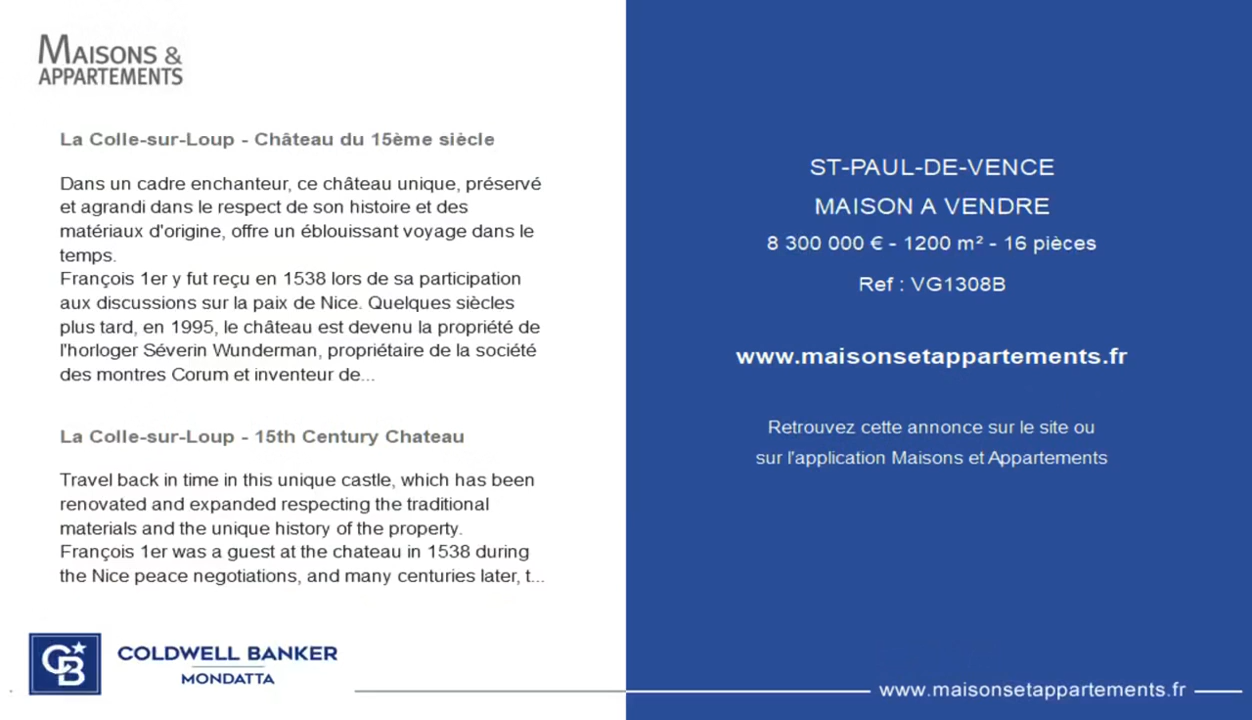 MAISONS &
APPARTEMENTS
La Colle-sur-Loup - Château du 15ème siècle
Dans un cadre enchanteur, ce château unique, préservé
et agrandi dans le respect de son histoire et des
matériaux d'origine, offre un éblouissant voyage dans le
temps.
François 1er y fut reçu en 1538 lors de sa participation
aux discussions sur la paix de Nice. Quelques siècles
plus tard, en 1995, le château est devenu la propriété de
l'horloger Séverin Wunderman, propriétaire de la société
des montres Corum et inventeur de...
La Colle-sur-Loup - 15th Century Chateau
Travel back in time in this unique castle, which has been
renovated and expanded respecting the traditional
materials and the unique history of the property.
François 1er was a guest at the chateau in 1538 during
the Nice peace negotiations, and many centuries later, t...
CB
COLDWELL BANKER
MONDATTA
ST-PAUL-DE-VENCE
MAISON A VENDRE
8 300 000 € - 1200 m² - 16 pièces
Ref : VG1308B
www.maisonsetappartements.fr
Retrouvez cette annonce sur le site ou
sur l'application Maisons et Appartements
www.maisonsetappartements.fr